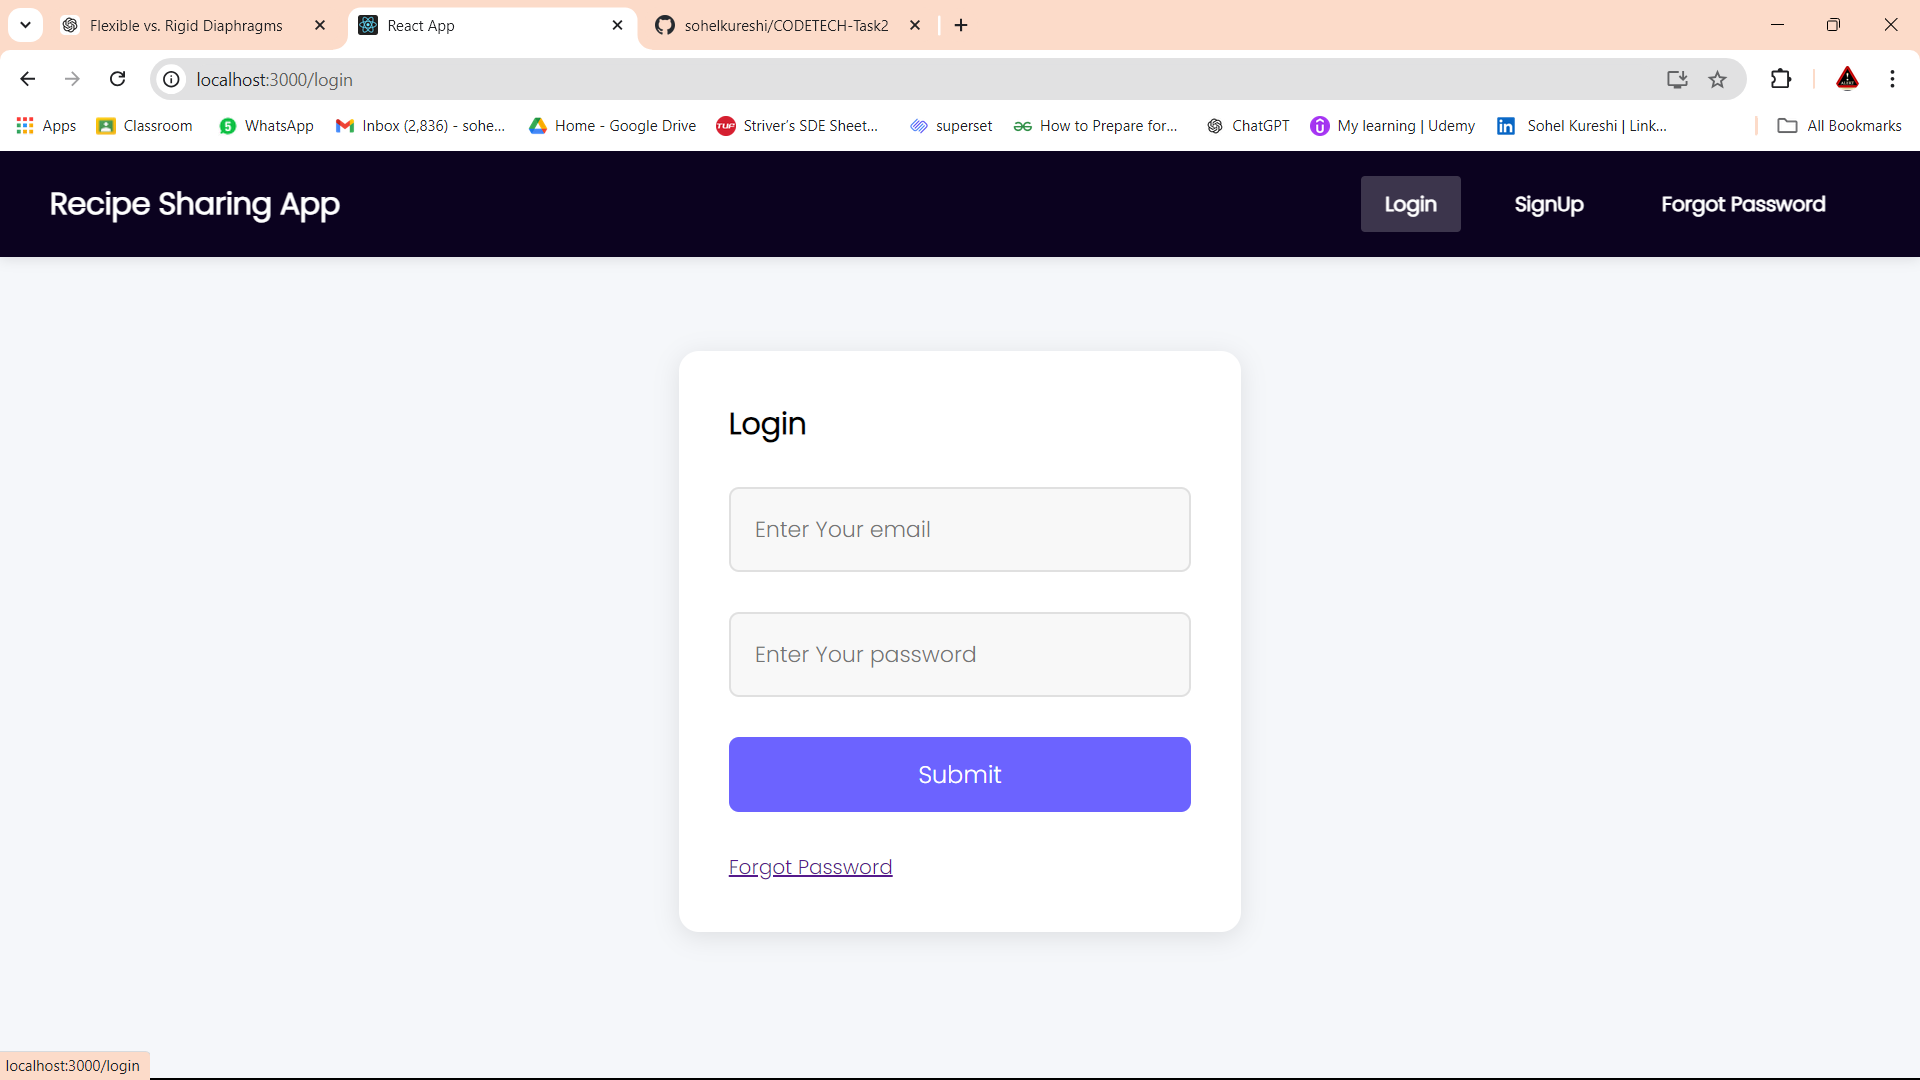 Flexible vs. Rigid Diaphragms
React App
sohelkureshi/CODETECH-Task2
localhost:3000/login
Apps
Classroom
5
WhatsApp
Inbox (2,836) - sohe...
Home - Google Drive
TUF
Striver's SDE Sheet...
superset
How to Prepare for...
ChatGPT
My learning | Udemy
in
Sohel Kureshi | Link...
All Bookmarks
Recipe Sharing App
Login
SignUp
Forgot Password
Login
Enter Your email
Enter Your password
Submit
Forgot Password
localhost:3000/login